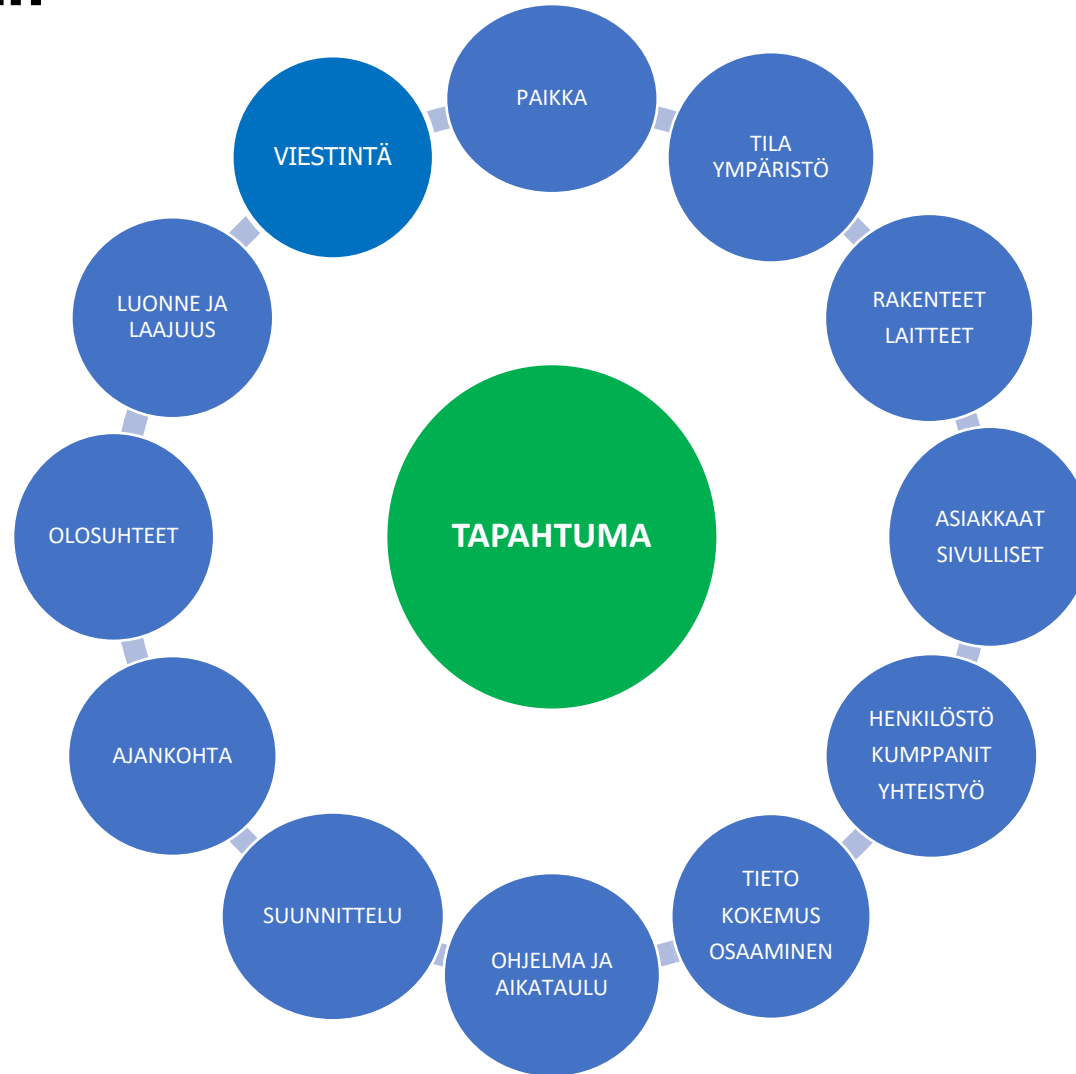 PAIKKA
TILA
YMPÄRISTÖ
RAKENTEET
LAITTEET
ASIAKKAAT
SIVULLISET
HENKILÖSTÖ
KUMPPANIT
YHTEISTYÖ
TIETO
KOKEMUS
OSAAMINEN
OHJELMA JA
AIKATAULU
SUUNNITTELU
AJANKOHTA
OLOSUHTEET
LUONNE JA
LAAJUUS
VIESTINTÄ
TAPAHTUMA